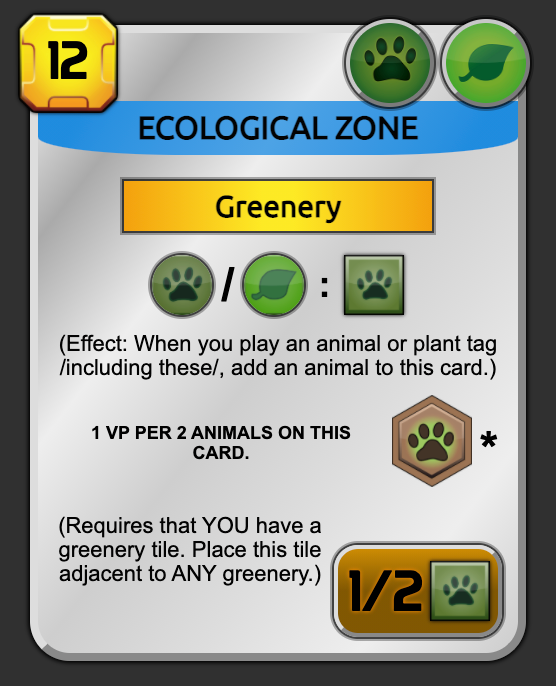 12
ECOLOGICAL ZONE
Greenery
/ :
(Effect: When you play an animal or plant tag
/including these/, add an animal to this card.)
1 VP PER 2 ANIMALS ON THIS
CARD.
*
(Requires that YOU have a
greenery tile. Place this tile
adjacent to ANY greenery.)
1/2